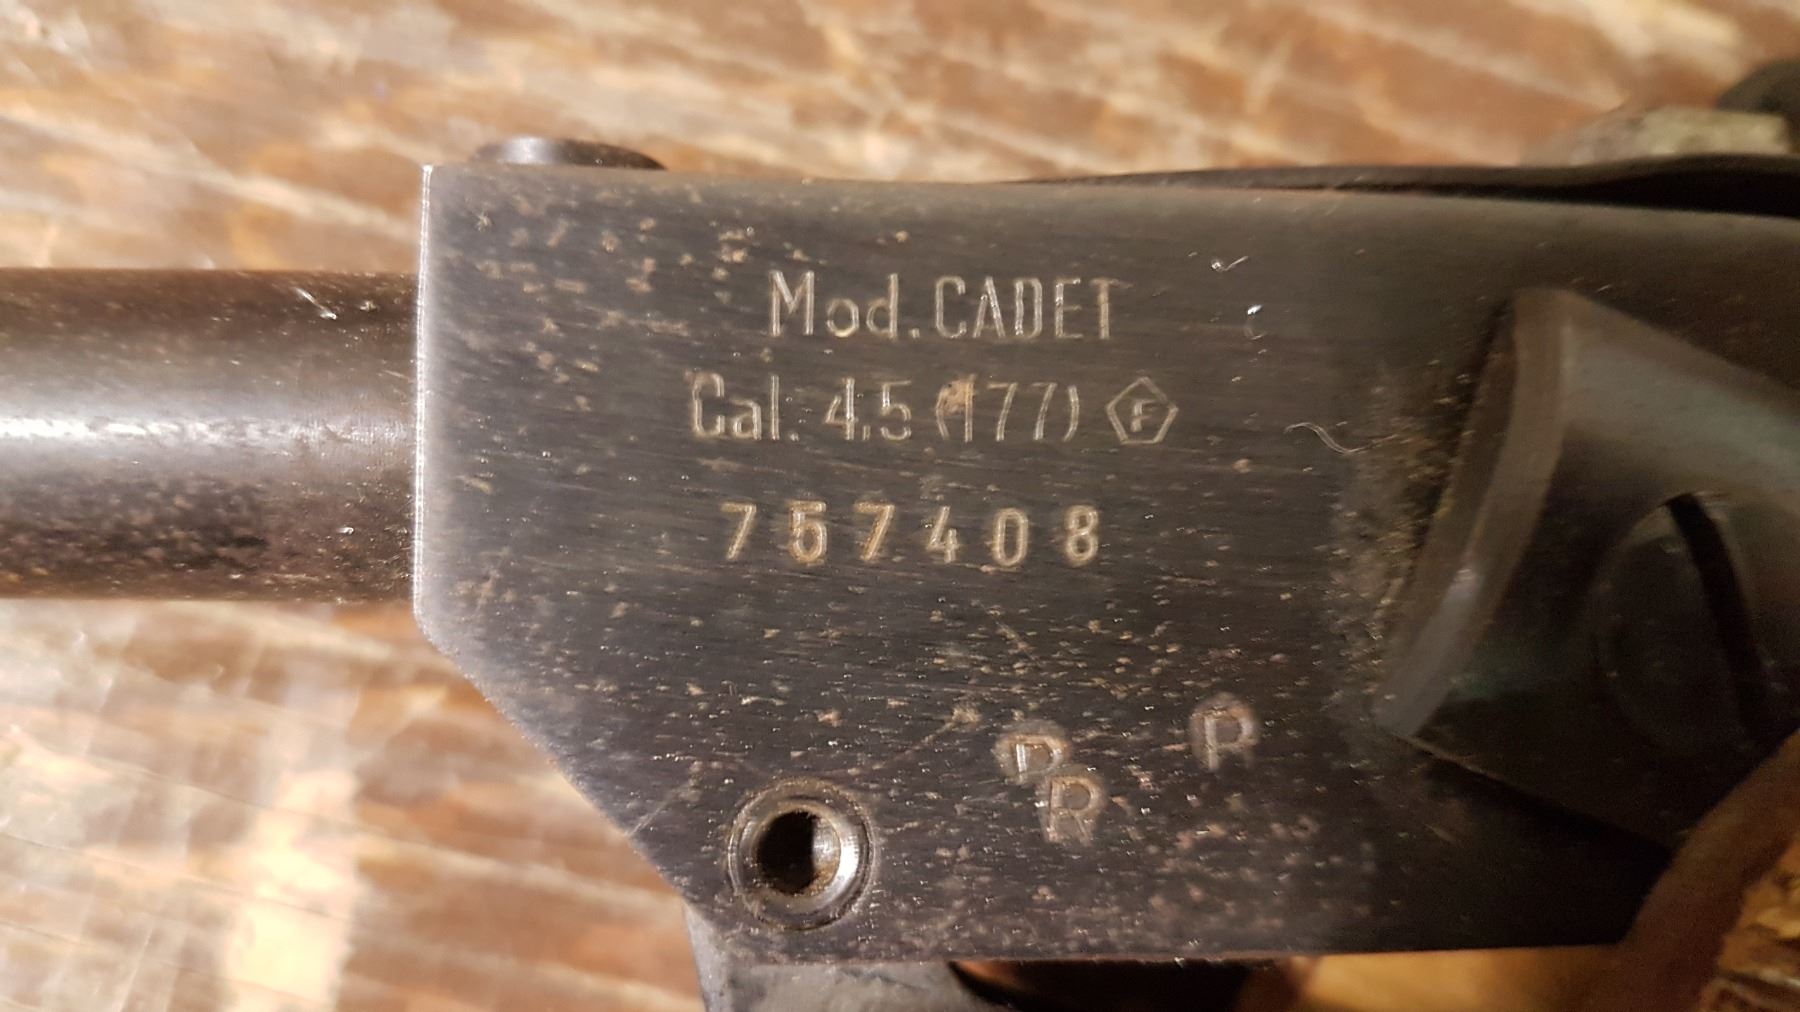 Mod. CADET
Cal. 4,5 (177) F
757408
P P
R